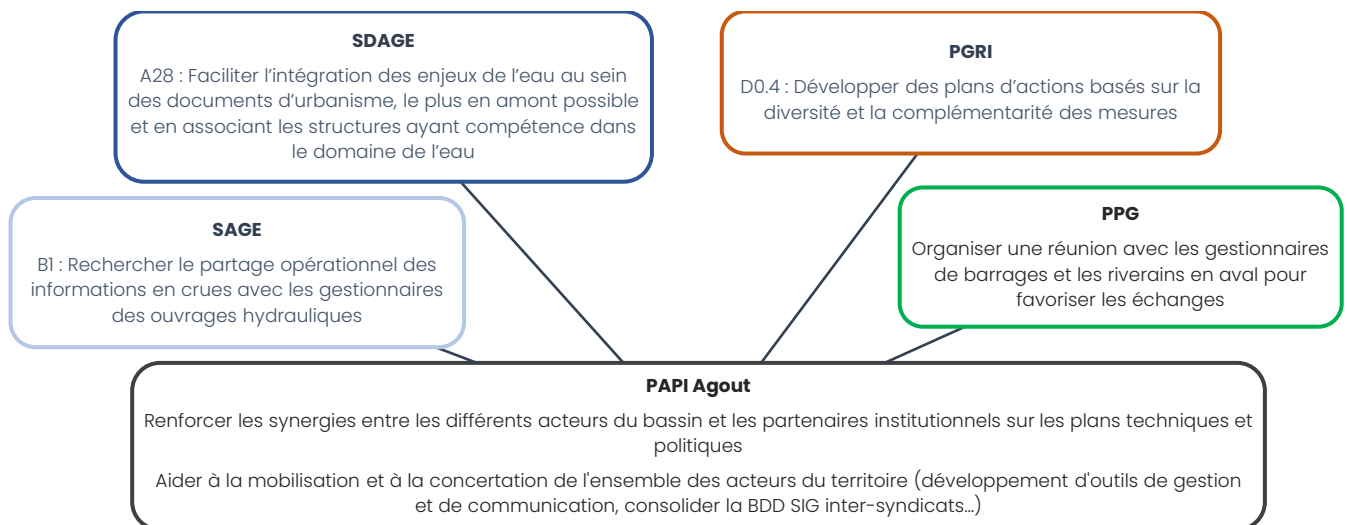 SDAGE
A28 : Faciliter l’intégration des enjeux de l’eau au sein
des documents d’urbanisme, le plus en amont possible
et en associant les structures ayant compétence dans
le domaine de l’eau
PGRI
D0.4 : Développer des plans d’actions basés sur la
diversité et la complémentarité des mesures
SAGE
B1 : Rechercher le partage opérationnel des
informations en crues avec les gestionnaires
des ouvrages hydrauliques
PPG
Organiser une réunion avec les gestionnaires
de barrages et les riverains en aval pour
favoriser les échanges
PAPI Agout
Renforcer les synergies entre les différents acteurs du bassin et les partenaires institutionnels sur les plans techniques et
politiques
Aider à la mobilisation et à la concertation de l'ensemble des acteurs du territoire (développement d'outils de gestion
et de communication, consolider la BDD SIG inter-syndicats…)